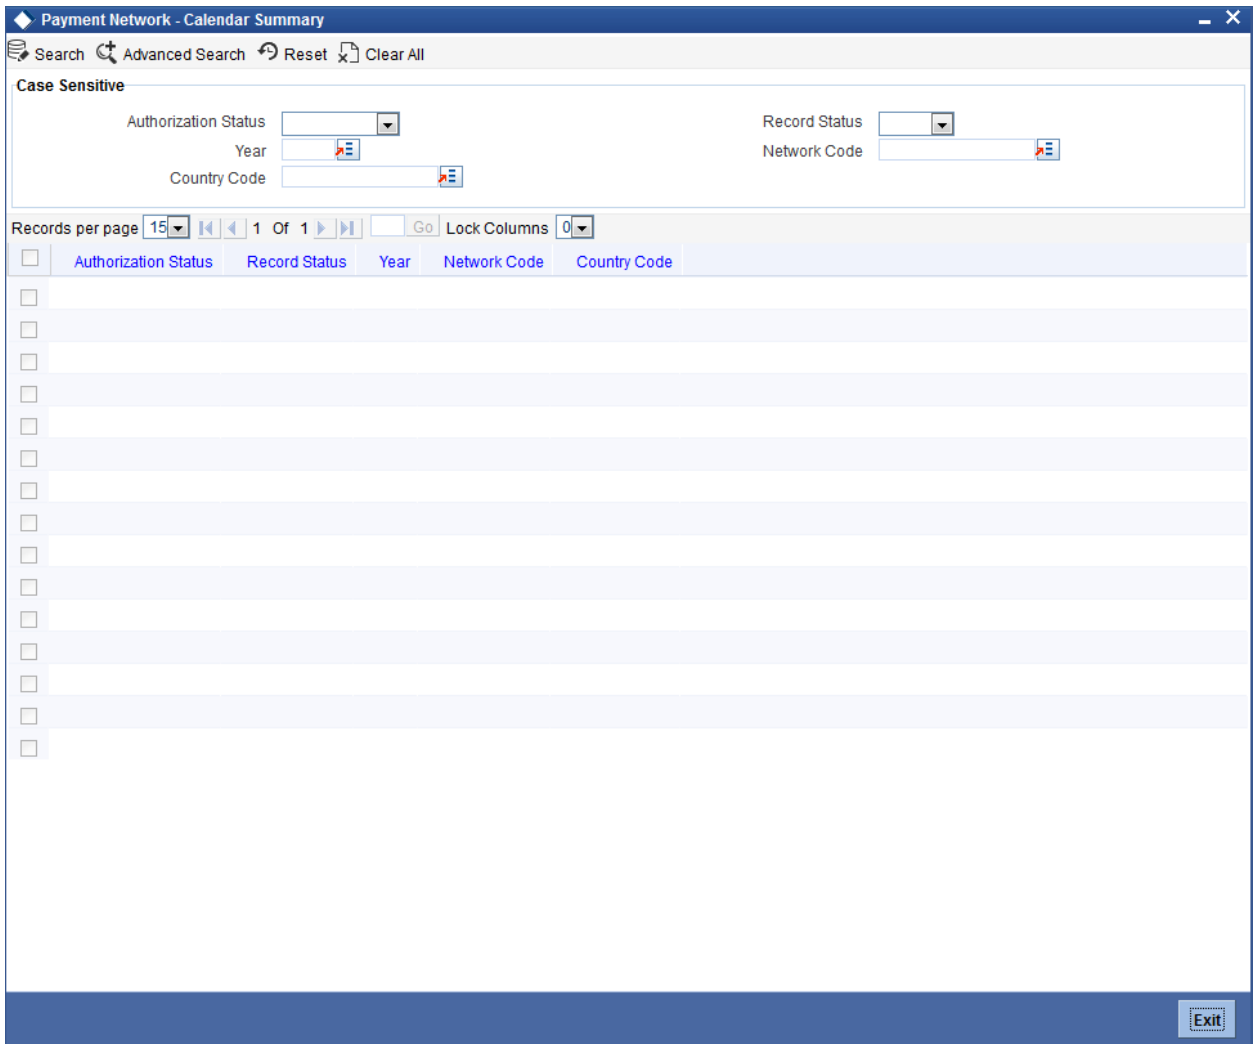 Payment Network - Calendar Summary
Search Advanced Search Reset Clear All
Case Sensitive
Authorization Status Record Status
Year Network Code
Country Code
Records per page 15 1 Of 1 Go Lock Columns 0
Authorization Status Record Status Year Network Code Country Code
Exit